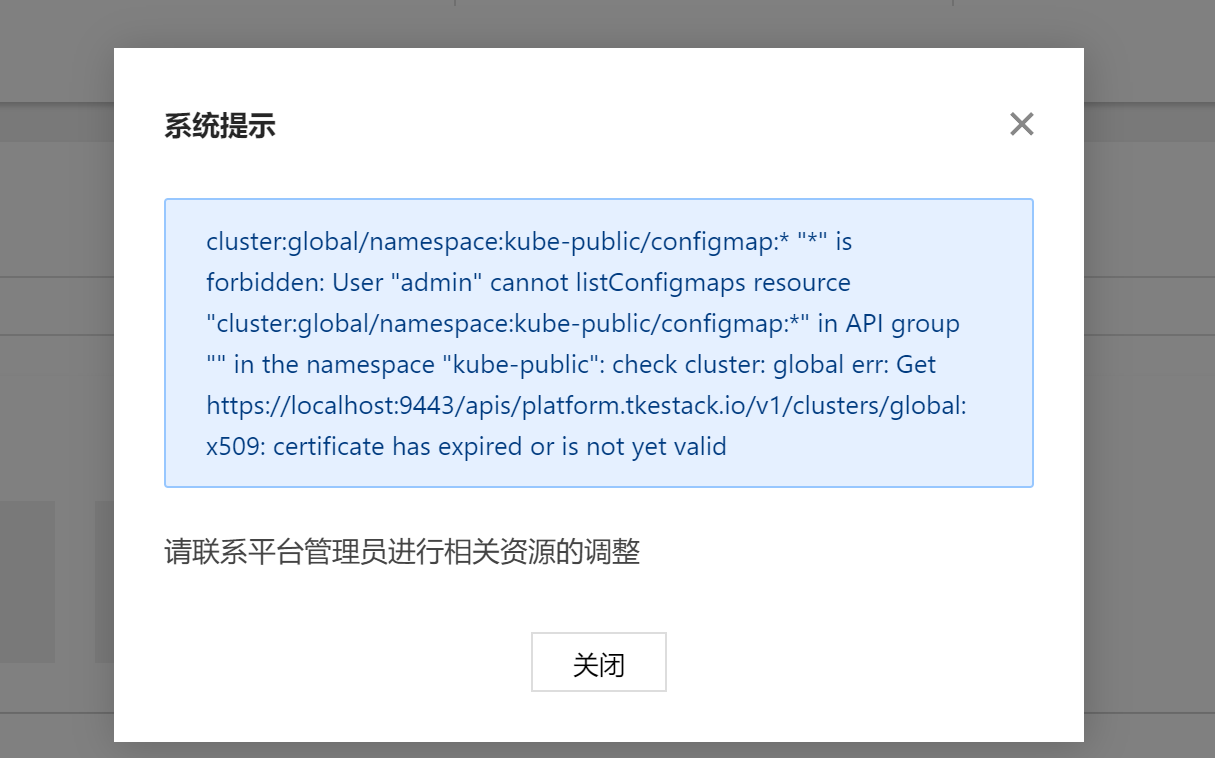 系统提示
cluster:global/namespace:kube-public/configmap:* "*" is
forbidden: User "admin" cannot listConfigmaps resource
"cluster:global/namespace:kube-public/configmap:*" in API group
"" in the namespace "kube-public": check cluster: global err: Get
https://localhost:9443/apis/platform.tkestack.io/v1/clusters/global:
x509: certificate has expired or is not yet valid
请联系平台管理员进行相关资源的调整
关闭